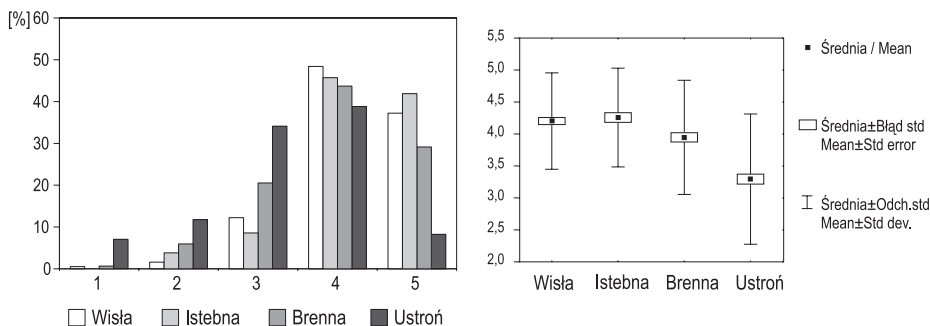 [%] 60
50
40
30
20
10
0
1 2 3 4 5
Wisła Istebna Brenna Ustroń
5,5
5,0
4,5
4,0
3,5
3,0
2,5
2,0
Wisła Istebna Brenna Ustroń
Średnia / Mean
Średnia±Błąd std
Mean±Std error
Średnia±Odch.std
Mean±Std dev.